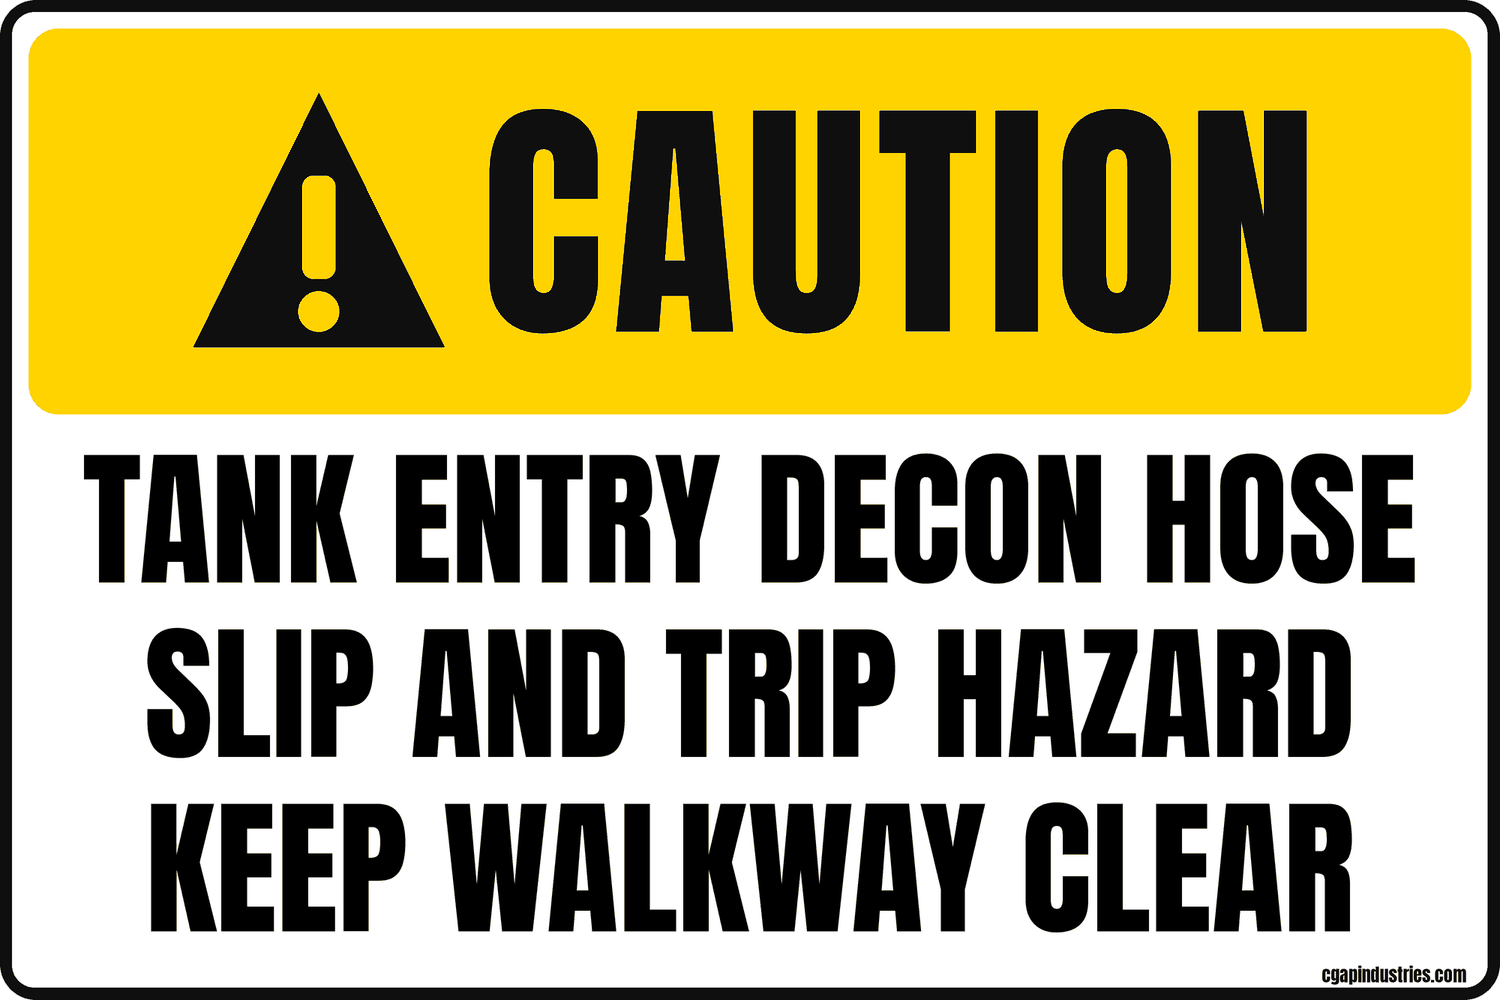 CAUTION
TANK ENTRY DECON HOSE
SLIP AND TRIP HAZARD
KEEP WALKWAY CLEAR
cgapindustries.com